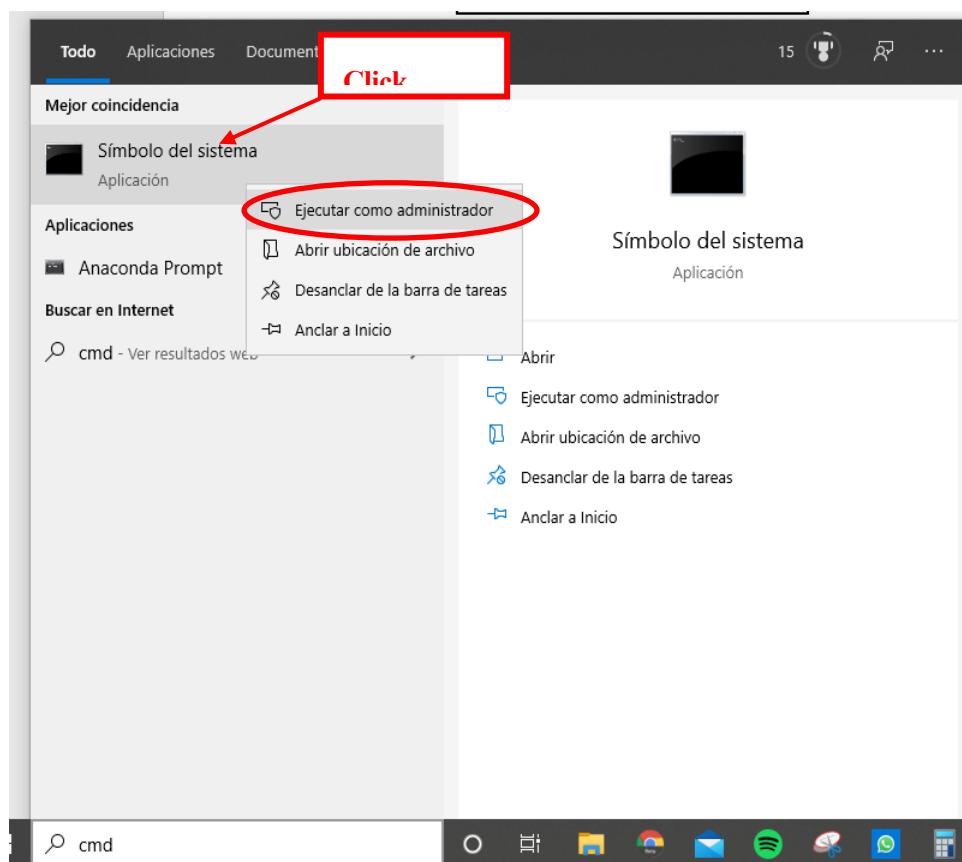 Todo Aplicaciones Document 15 ...
Click
Mejor coincidencia
Símbolo del sistema
Aplicación
Ejecutar como administrador
Aplicaciones
Abrir ubicación de archivo
Anaconda Prompt
Desanclar de la barra de tareas
Buscar en Internet
Anclar a Inicio
cmd - Ver resultados web
Símbolo del sistema
Aplicación
Abrir
Ejecutar como administrador
Abrir ubicación de archivo
Desanclar de la barra de tareas
Anclar a Inicio
cmd